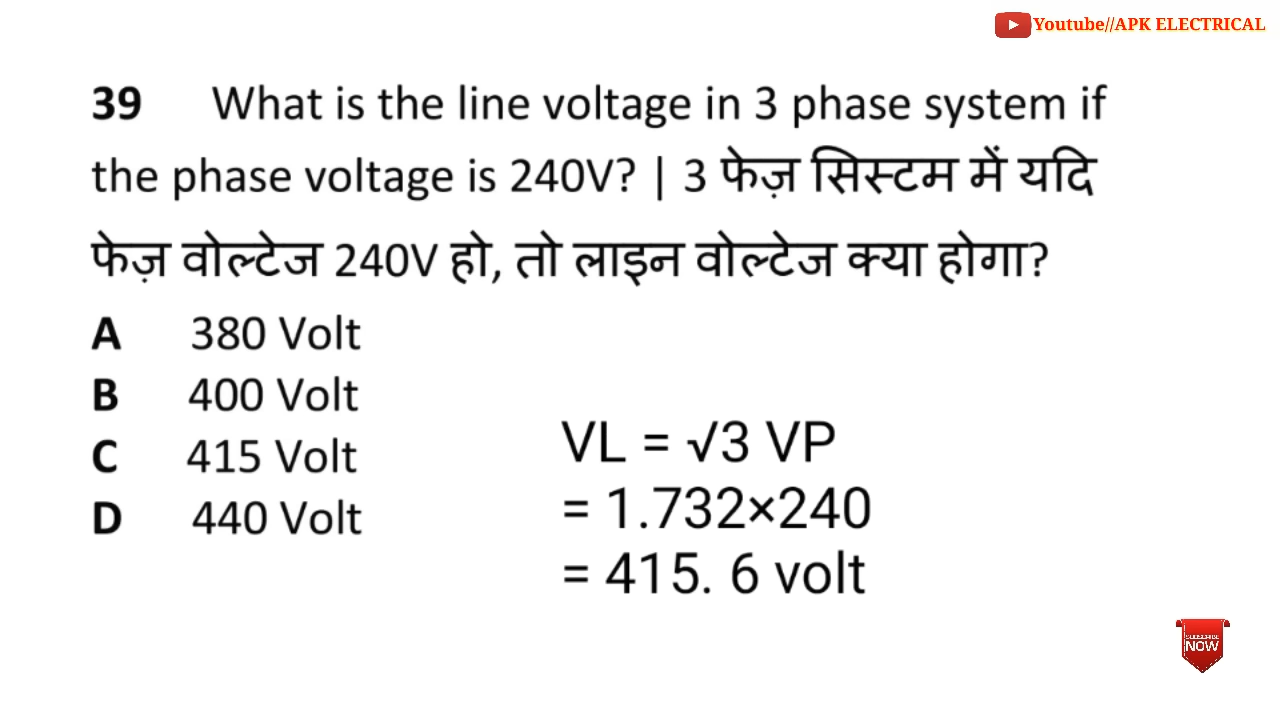 Youtube//APK ELECTRICAL
39 What is the line voltage in 3 phase system if
the phase voltage is 240V? | 3 फेज़ सिस्टम में यदि
फेज़ वोल्टेज 240V हो, तो लाइन वोल्टेज क्या होगा?
A 380 Volt
B 400 Volt
C 415 Volt
D 440 Volt
VL = √3 VP
= 1.732×240
= 415. 6 volt
SUBSCRIBE
NOW